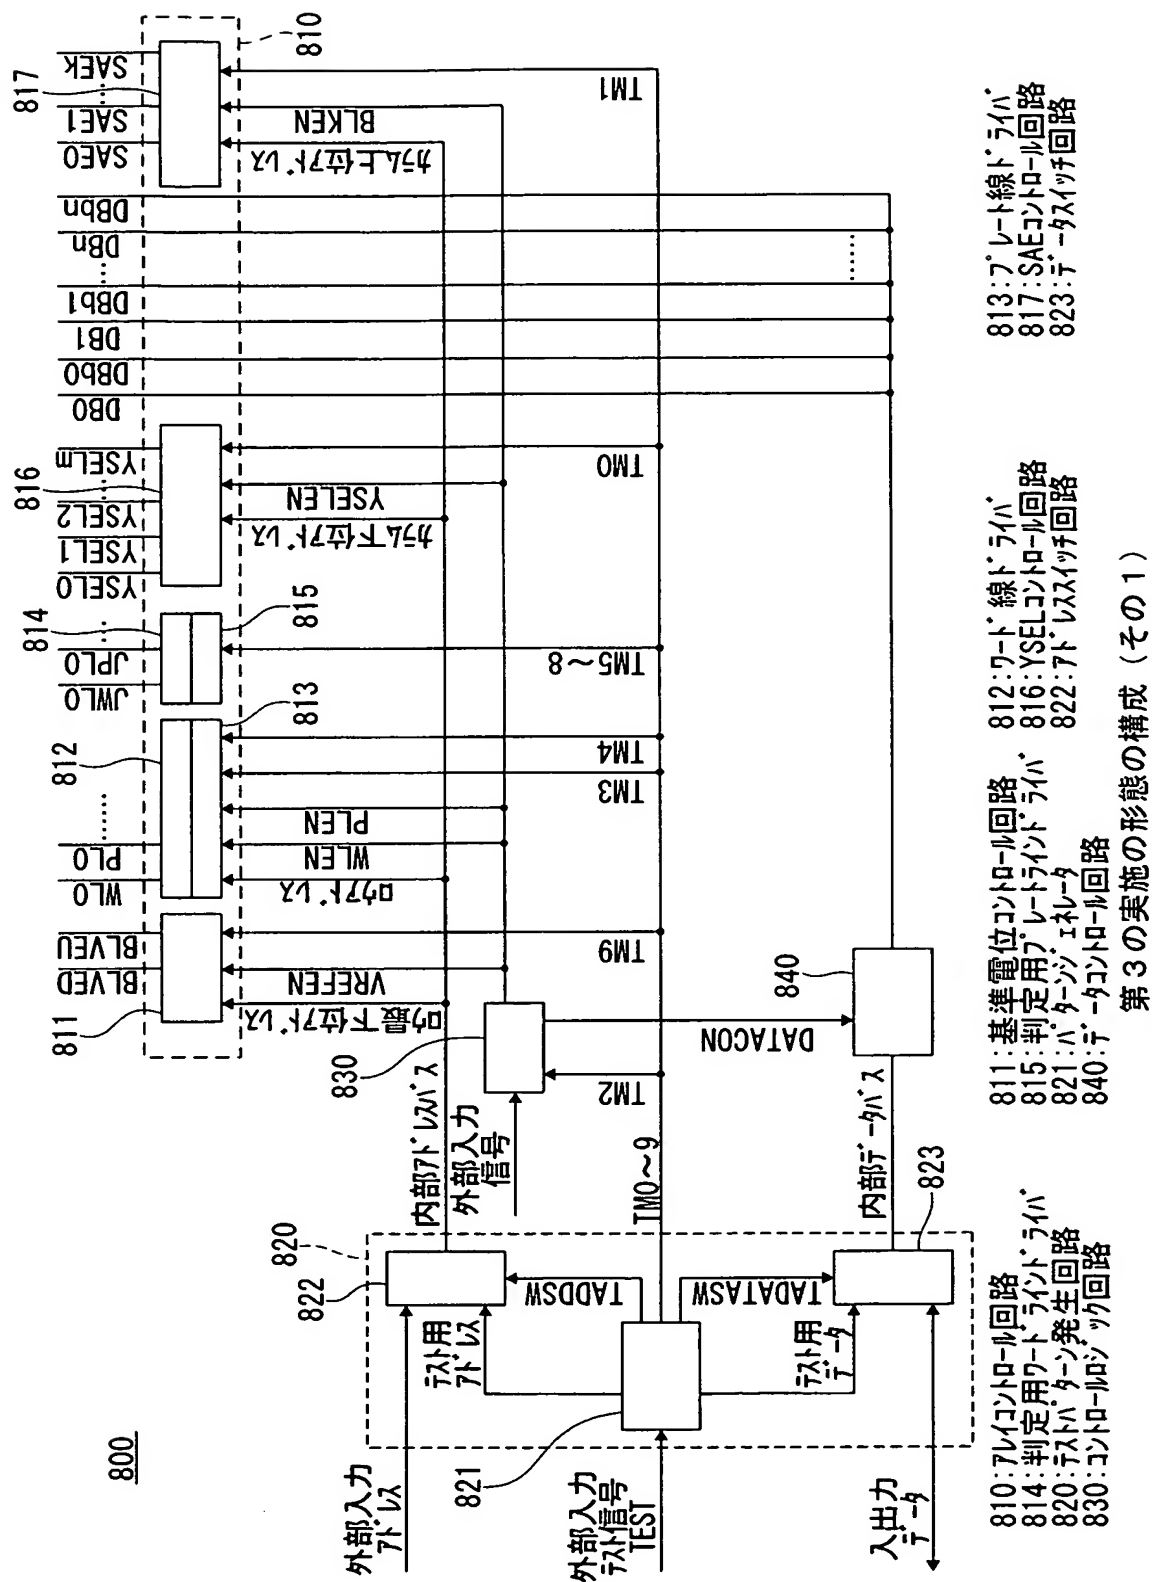 800
外部入力
アドレス
外部入力
テスト信号
TEST
入出力
データ
820
822
821
823
テスト用
アドレス
TADDSW
テスト用
データ
TADATASW
内部アドレスバス
外部入力
信号
TM0～9
内部データバス
830
TM2
DATACON
840
811
BLVED
BLVEU
ロウ最下位アドレス
VREFEN
TM9
812
813
WL0
PL0
……
ロウアドレス
WLEN
PLEN
TM3
TM4
814
815
JWL0
JPL0
…
TM5～8
816
YSEL0
YSEL1
YSEL2
…
YSELm
カラム下位アドレス
YSELEN
TM0
DB0
DBb0
DB1
DBb1
……
DBn
DBbn
……
817
SAE0
SAE1
…
SAEk
810
カラム上位アドレス
BLKEN
TM1
810:アレイコントロール回路
811:基準電位コントロール回路
812:ワード線ドライバ
813:プレート線ドライバ
814:判定用ワードラインドライバ
815:判定用プレートラインドライバ
816:YSELコントロール回路
817:SAEコントロール回路
820:テストパターン発生回路
821:パターンジェネレータ
822:アドレススイッチ回路
823:データスイッチ回路
830:コントロールロジック回路
840:データコントロール回路
第3の実施の形態の構成（その1）